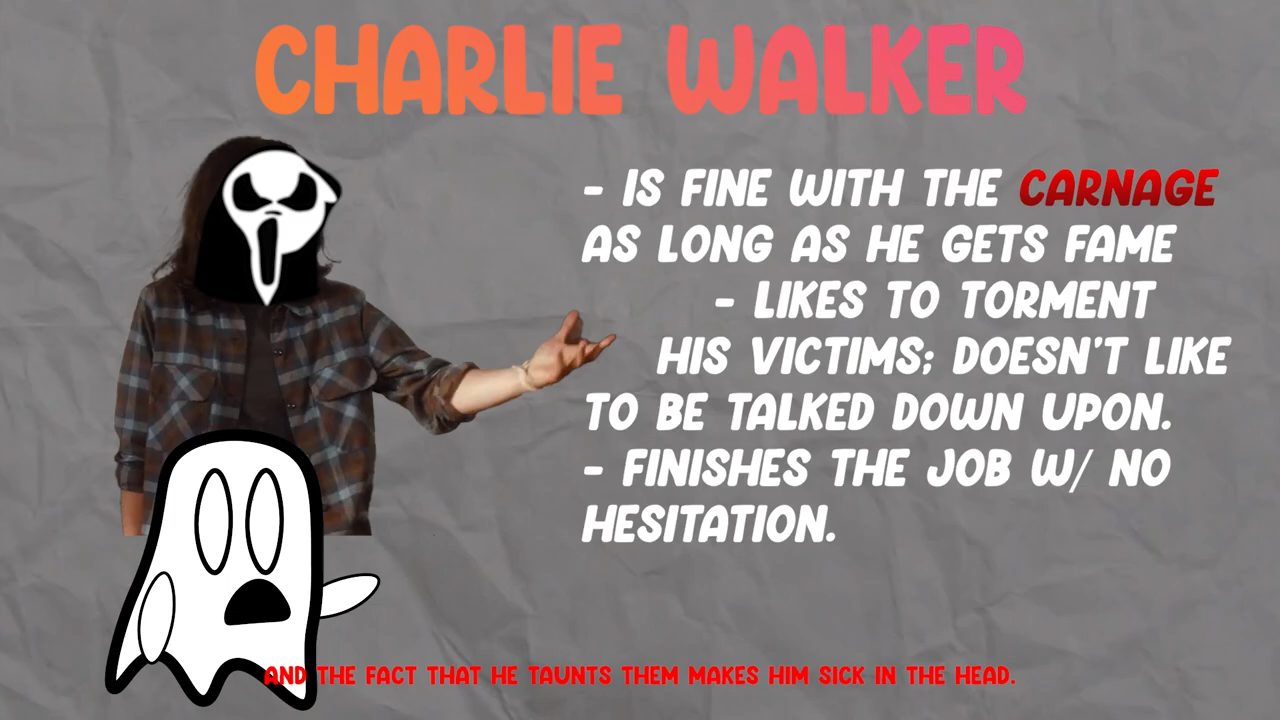 CHARLIE WALKER
- IS FINE WITH THE CARNAGE
AS LONG AS HE GETS FAME
- LIKES TO TORMENT
HIS VICTIMS; DOESN'T LIKE
TO BE TALKED DOWN UPON.
- FINISHES THE JOB W/ NO
HESITATION.
AND THE FACT THAT HE TAUNTS THEM MAKES HIM SICK IN THE HEAD.